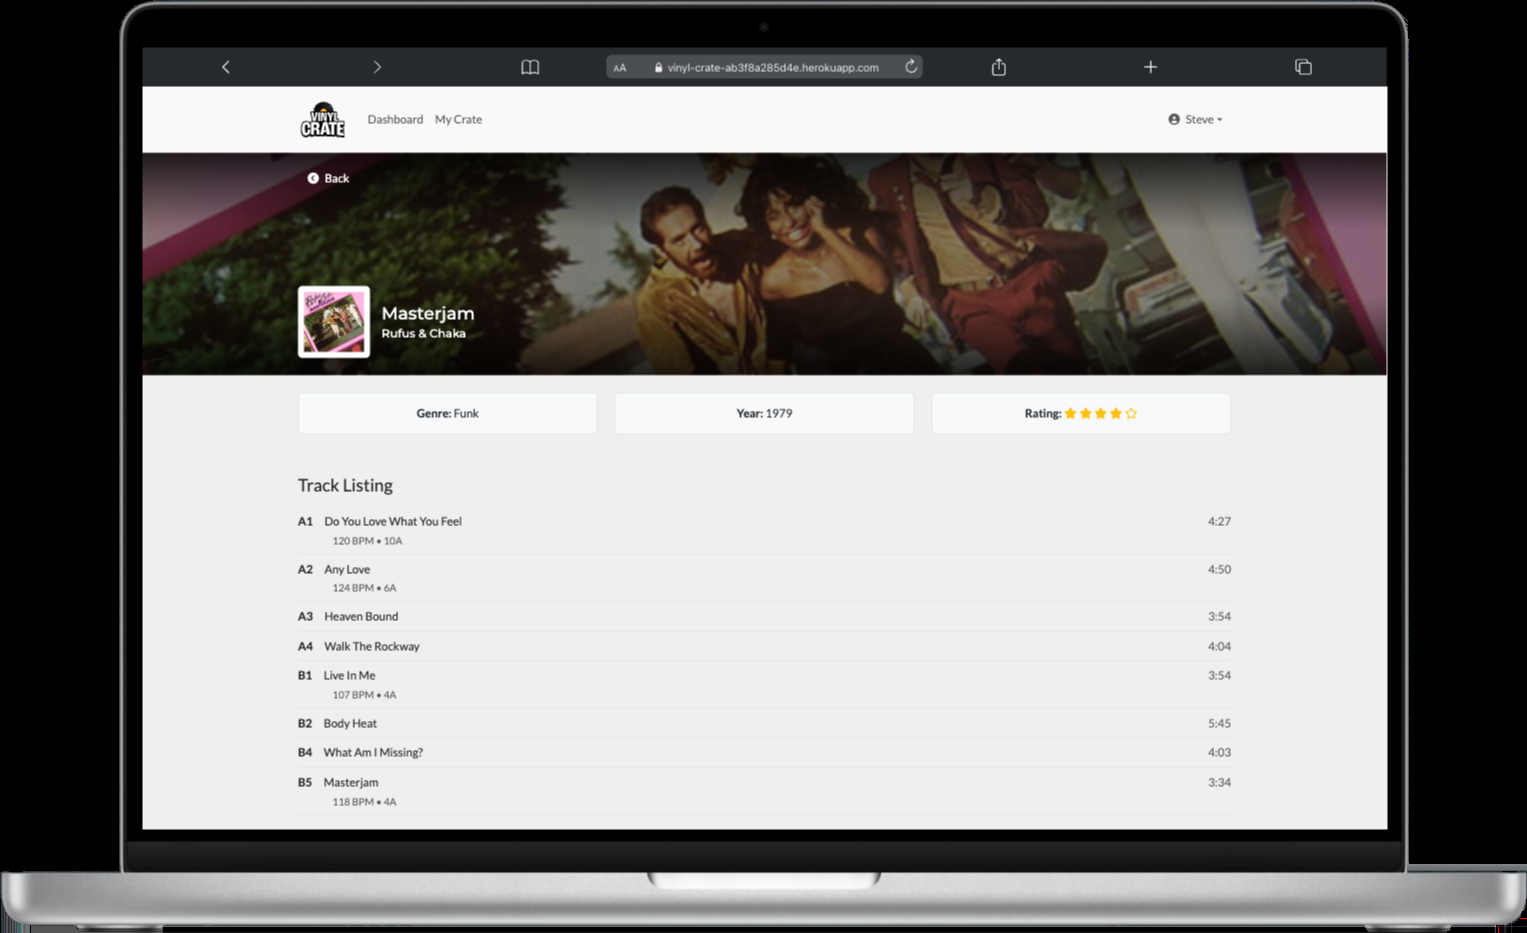 AA vinyl-crate-ab3f8a285d4e.herokuapp.com
VINYL
CRATE
Dashboard My Crate Steve
Back
Masterjam
Rufus & Chaka
Genre: Funk Year: 1979 Rating:
Track Listing
A1 Do You Love What You Feel 4:27
120 BPM • 10A
A2 Any Love 4:50
124 BPM • 6A
A3 Heaven Bound 3:54
A4 Walk The Rockway 4:04
B1 Live In Me 3:54
107 BPM • 4A
B2 Body Heat 5:45
B4 What Am I Missing? 4:03
B5 Masterjam 3:34
118 BPM • 4A